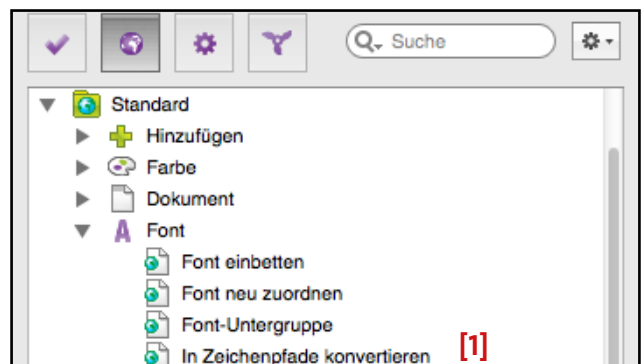 Suche
Standard
Hinzufügen
Farbe
Dokument
Font
Font einbetten
Font neu zuordnen
Font-Untergruppe
In Zeichenpfade konvertieren [1]